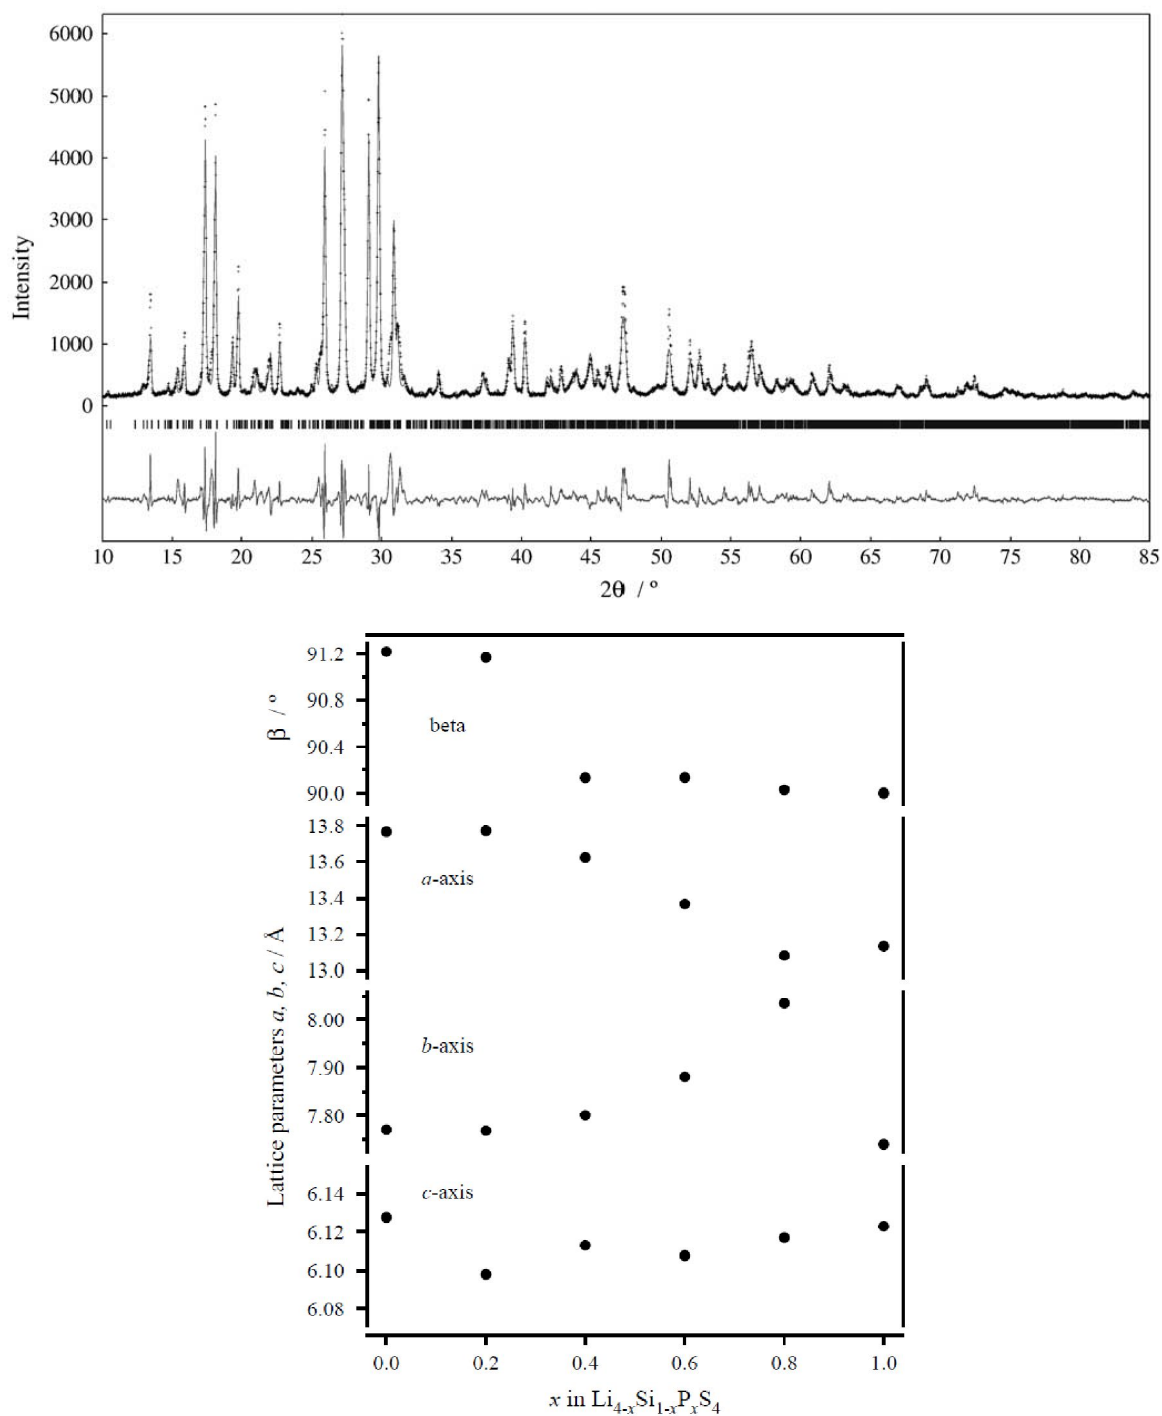 6000
5000
4000
3000
2000
1000
0
Intensity
10 15 20 25 30 35 40 45 50 55 60 65 70 75 80 85
2θ / °
91.2
90.8
90.4
90.0
β / °
beta
13.8
13.6
13.4
13.2
13.0
a-axis
Lattice parameters a, b, c / Å
8.00
7.90
7.80
b-axis
6.14
6.12
6.10
6.08
c-axis
0.0 0.2 0.4 0.6 0.8 1.0
x in Li4-xSi1-xPxS4